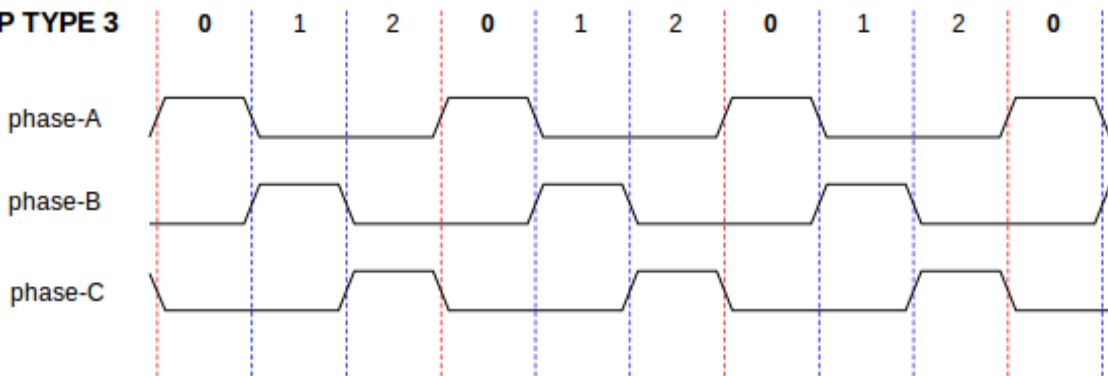 P TYPE 3 0 1 2 0 1 2 0 1 2 0
phase-A
phase-B
phase-C